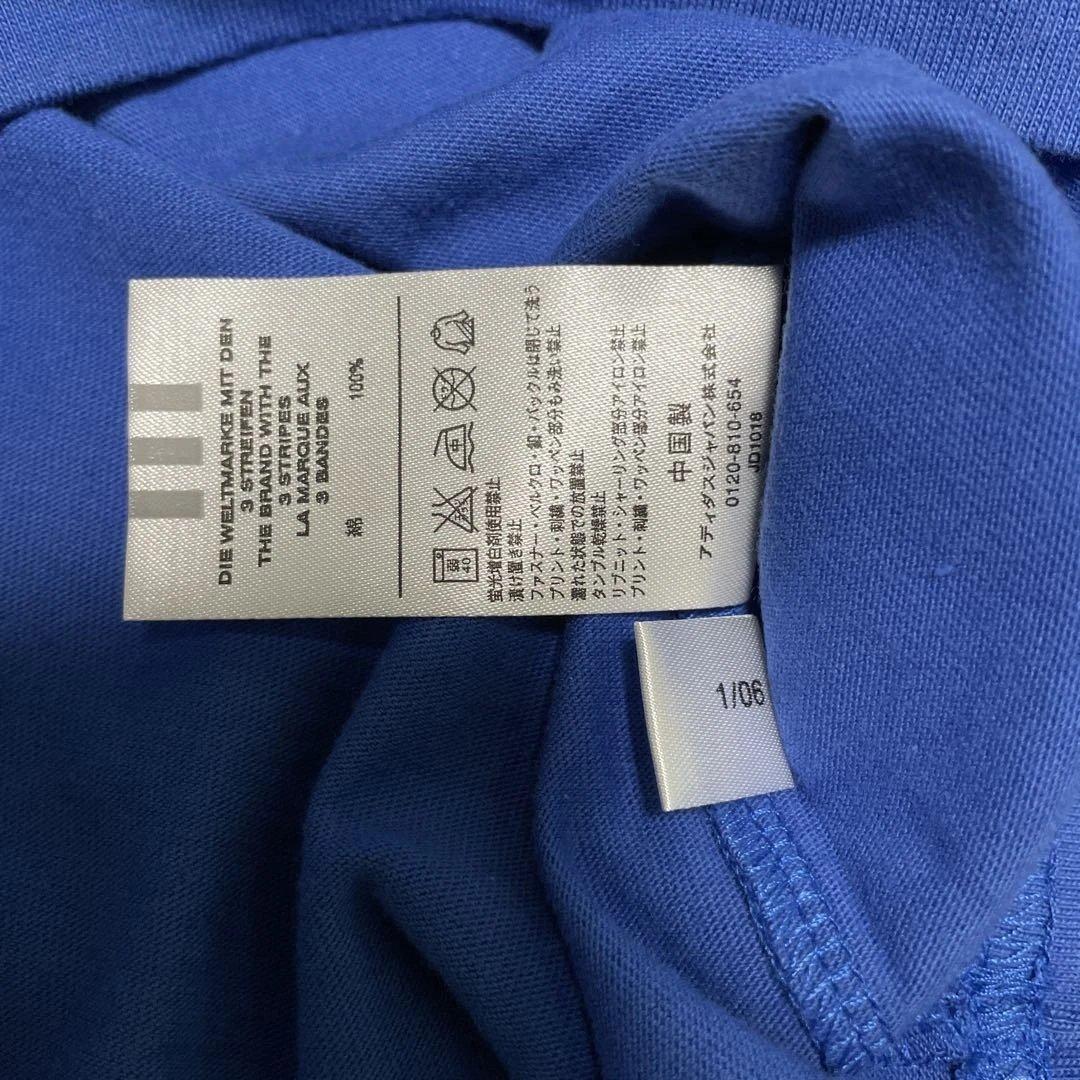 DIE WELTMARKE MIT DEN
3 STREIFEN
THE BRAND WITH THE
3 STRIPES
LA MARQUE AUX
3 BANDES
綿 100%
弱
40
蛍光増白剤使用禁止
漬け置き禁止
ファスナー・ベルクロ・釦・バックルは閉じて洗う
プリント・刺繍・ワッペン部分もみ洗い禁止
濡れた状態での放置禁止
タンブル乾燥禁止
リブニット・シャーリング部分アイロン禁止
プリント・刺繍・ワッペン部分アイロン禁止
中国製
アディダスジャパン株式会社
0120-810-654
JD1018
1/06